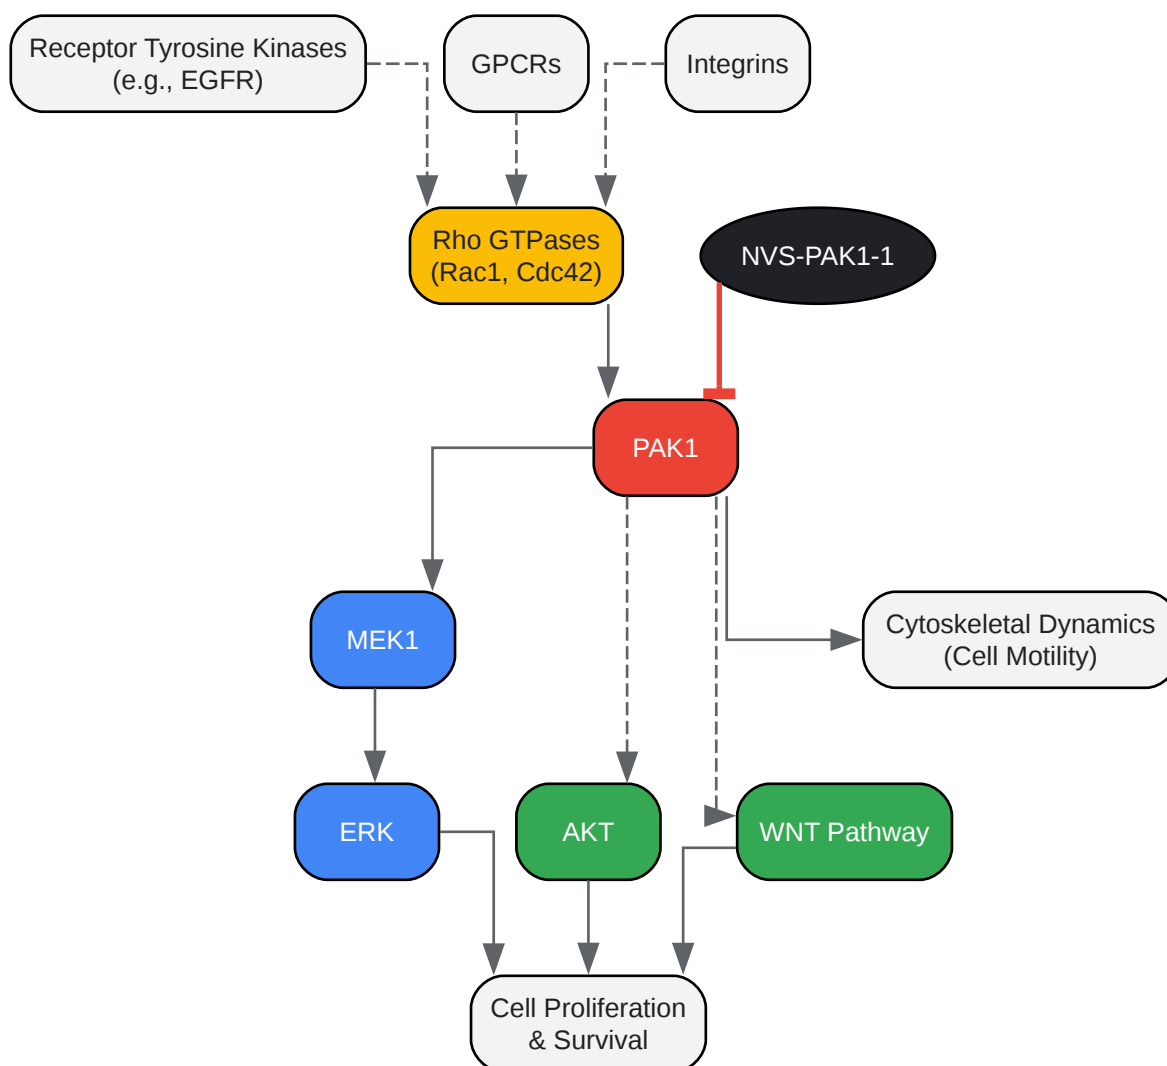 Receptor Tyrosine Kinases
(e.g., EGFR)
GPCRs
Integrins
Rho GTPases
(Rac1, Cdc42)
NVS-PAK1-1
PAK1
MEK1
Cytoskeletal Dynamics
(Cell Motility)
ERK
AKT
WNT Pathway
Cell Proliferation
& Survival